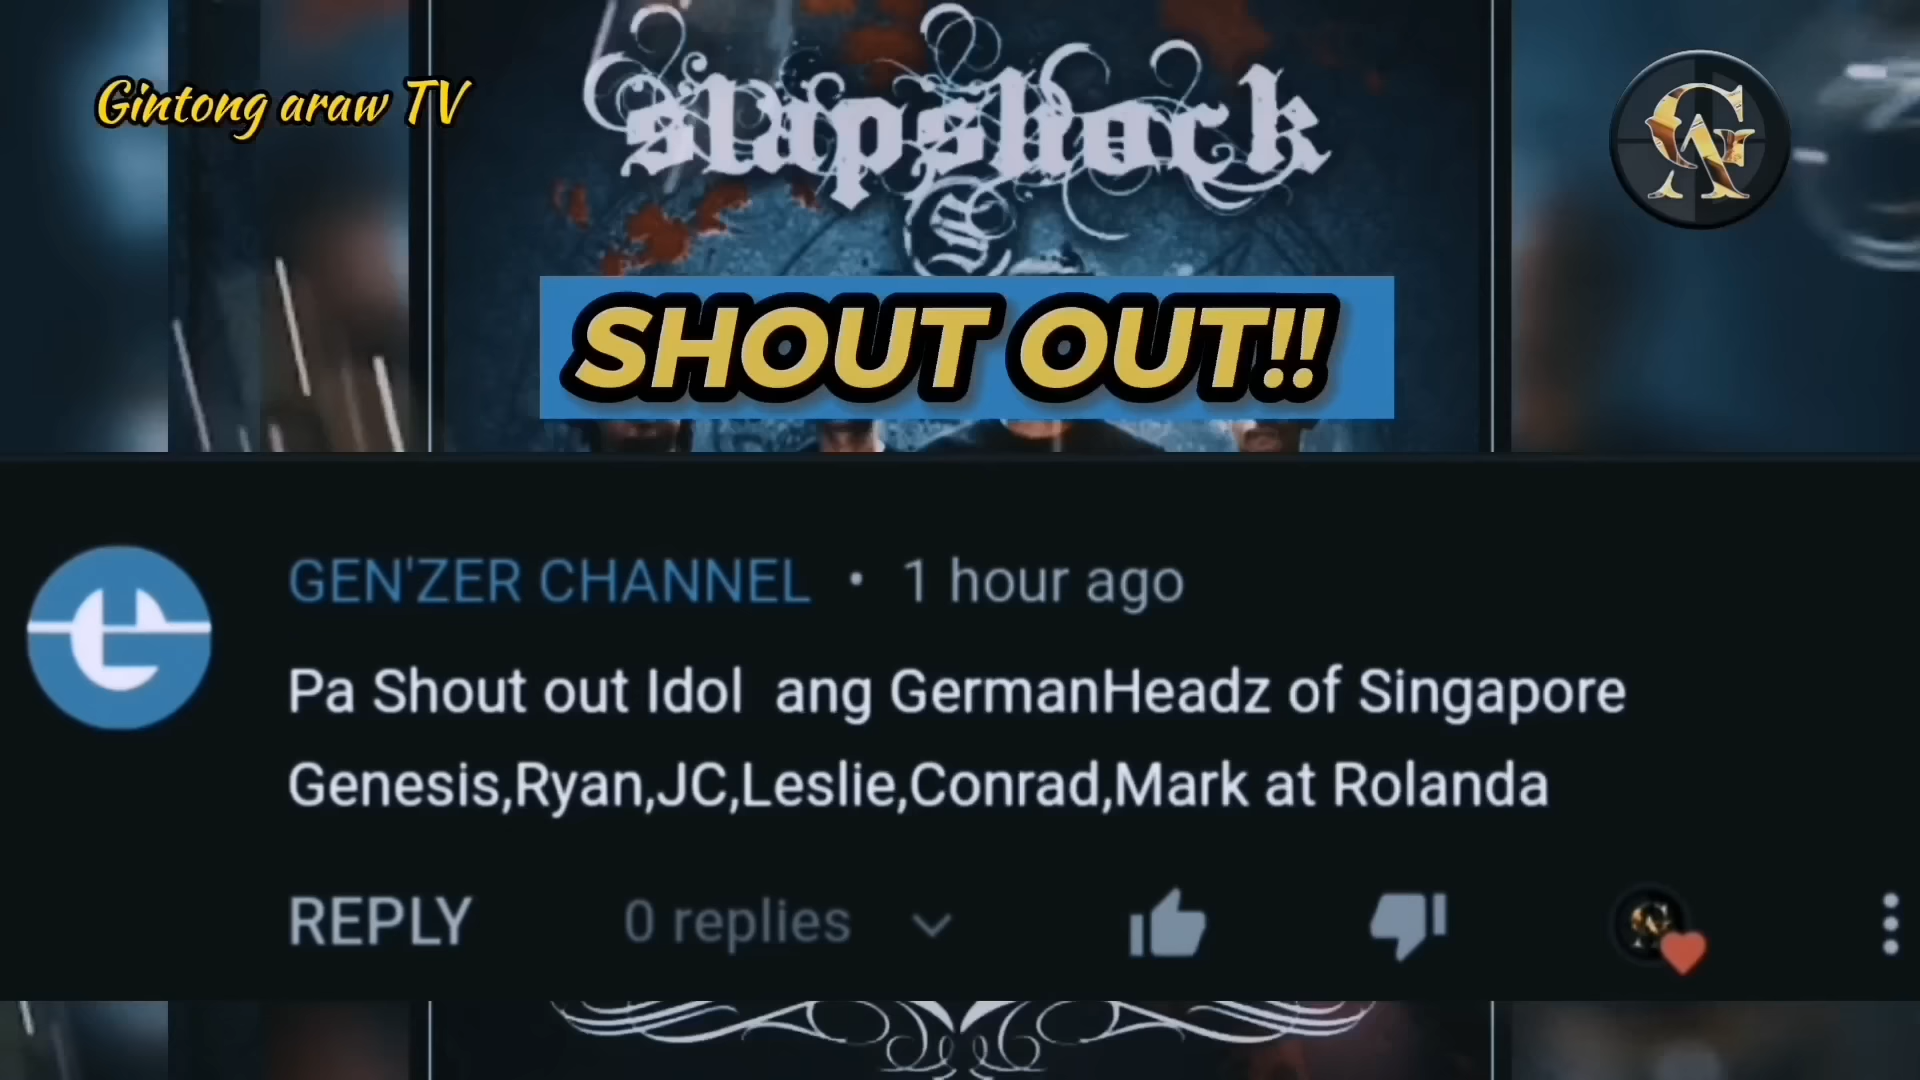 Gintong araw TV
slapshock
S
SHOUT OUT!!
GEN'ZER CHANNEL • 1 hour ago
Pa Shout out Idol ang GermanHeadz of Singapore
Genesis,Ryan,JC,Leslie,Conrad,Mark at Rolanda
REPLY 0 replies